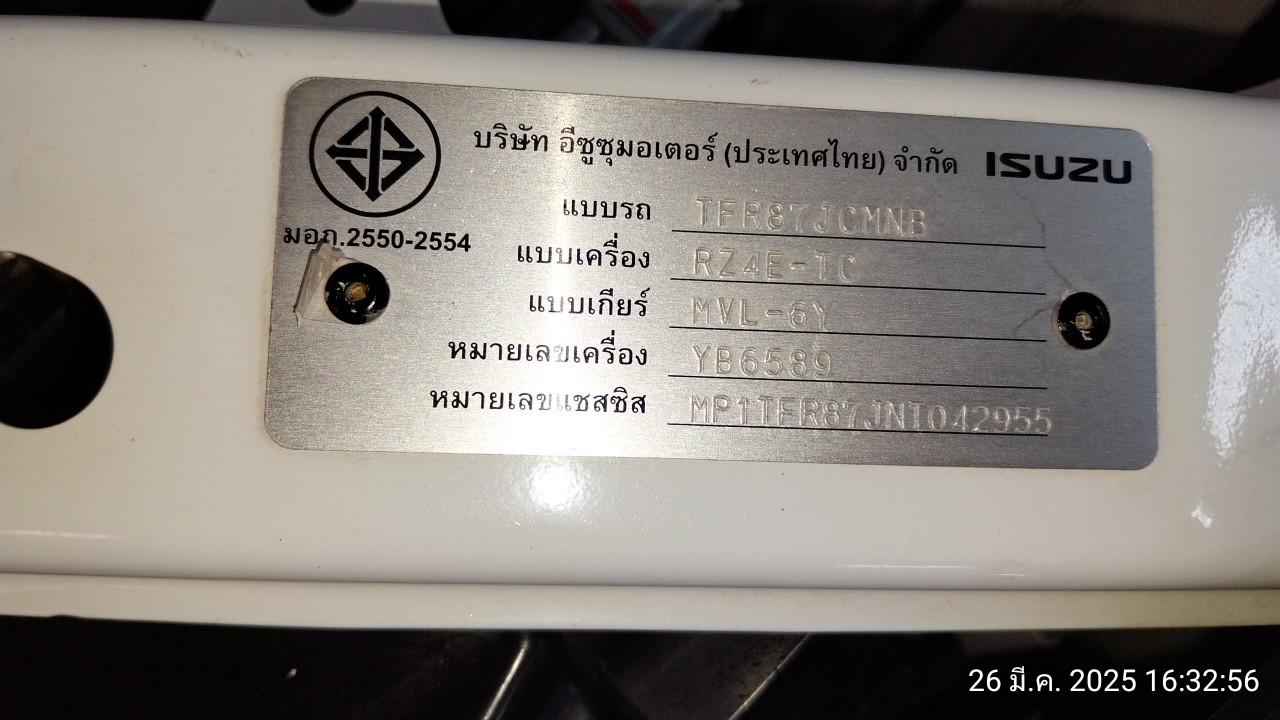 บริษัท อีซูซุมอเตอร์ (ประเทศไทย) จำกัด ISUZU
มอก.2550-2554
แบบรถ TFR87JCMNB
แบบเครื่อง RZ4E-TC
แบบเกียร์ MVL-6Y
หมายเลขเครื่อง YB6589
หมายเลขแชสซิส MP1TFR87JNT042955
26 มี.ค. 2025 16:32:56